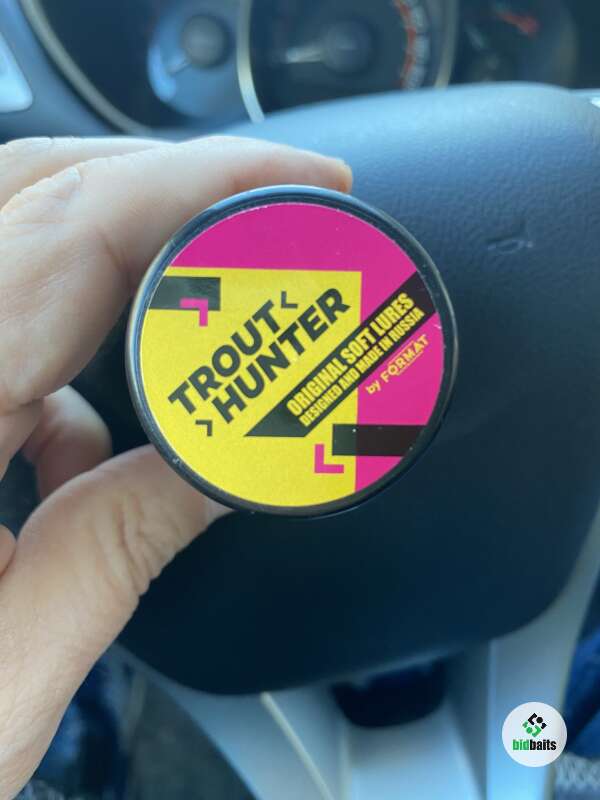 TROUT
HUNTER
ORIGINAL SOFT LURES
DESIGNED AND MADE IN RUSSIA
by FORMAT
bidbaits